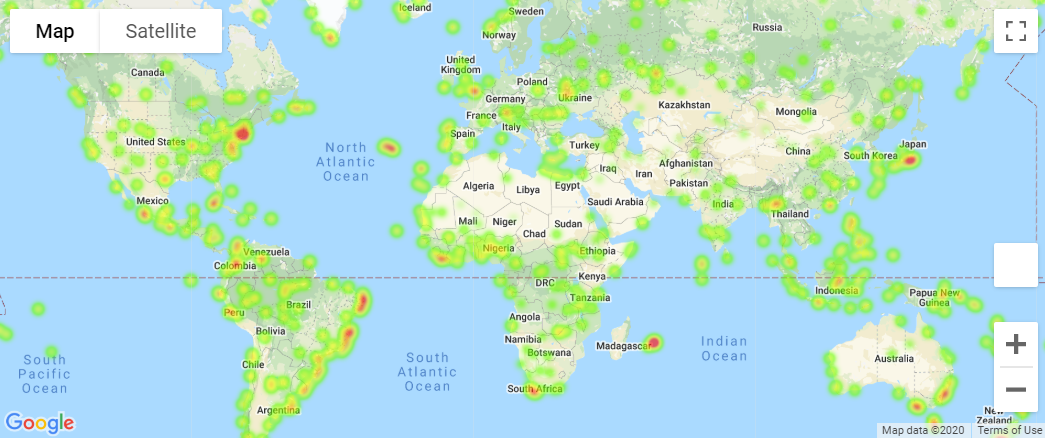 Map
Satellite
Iceland
Sweden
Norway
Russia
Canada
United
Kingdom
Poland
Germany
Ukraine
Kazakhstan
Mongolia
France
Italy
Spain
Turkey
United States
North
Atlantic
Ocean
China
South Korea
Japan
Afghanistan
Iraq
Iran
Pakistan
Algeria
Libya
Egypt
Saudi Arabia
India
Mexico
Thailand
Mali
Niger
Chad
Sudan
Nigeria
Ethiopia
Venezuela
Colombia
Kenya
DRC
Tanzania
Indonesia
Papua New
Guinea
Peru
Brazil
Angola
Bolivia
Namibia
Botswana
Madagascar
Indian
Ocean
South
Pacific
Ocean
Chile
South
Atlantic
Ocean
South Africa
Australia
Argentina
New
Zealand
Google
Map data ©2020
Terms of Use